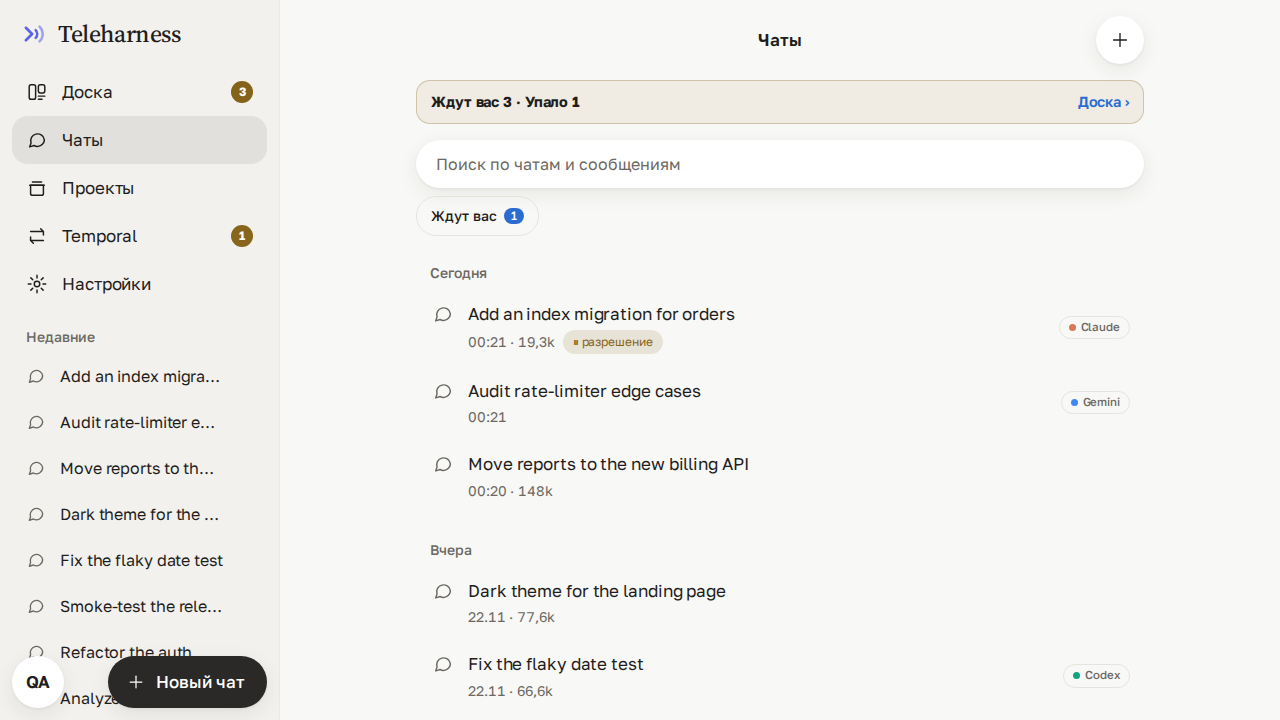 Teleharness
Доска 3
Чаты
Проекты
Temporal 1
Настройки
Недавние
Add an index migra…
Audit rate-limiter e…
Move reports to th…
Dark theme for the …
Fix the flaky date test
Smoke-test the rele…
Refactor the auth
Analyz
QA
Новый чат
Чаты
Ждут вас 3 · Упало 1
Доска ›
Поиск по чатам и сообщениям
Ждут вас 1
Сегодня
Add an index migration for orders
00:21 · 19,3k разрешение
Claude
Audit rate-limiter edge cases
00:21
Gemini
Move reports to the new billing API
00:20 · 148k
Вчера
Dark theme for the landing page
22.11 · 77,6k
Fix the flaky date test
22.11 · 66,6k
Codex